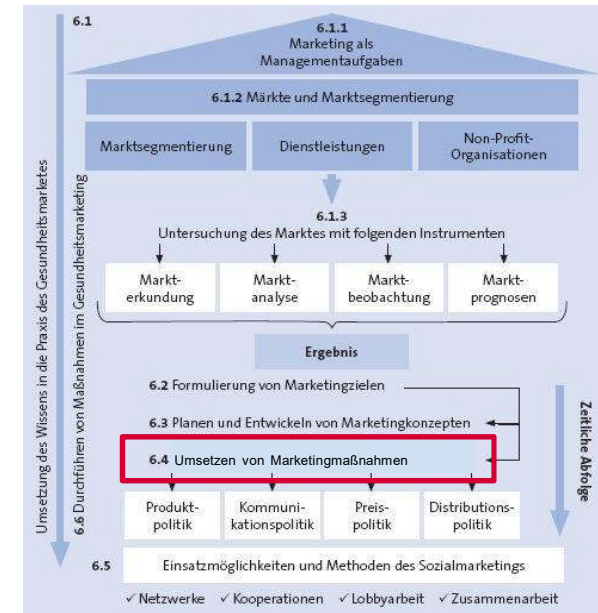 6.1
6.1.1
Marketing als
Managementaufgaben
6.1.2 Märkte und Marktsegmentierung
Marktsegmentierung
Dienstleistungen
Non-Profit-
Organisationen
6.1.3
Untersuchung des Marktes mit folgenden Instrumenten
Markt-
erkundung
Markt-
analyse
Markt-
beobachtung
Markt-
prognosen
Ergebnis
6.2 Formulierung von Marketingzielen
6.3 Planen und Entwickeln von Marketingkonzepten
6.4 Umsetzen von Marketingmaßnahmen
Produkt-
politik
Kommuni-
kationspolitik
Preis-
politik
Distributions-
politik
6.5 Einsatzmöglichkeiten und Methoden des Sozialmarketings
✓ Netzwerke ✓ Kooperationen ✓ Lobbyarbeit ✓ Zusammenarbeit
Umsetzung des Wissens in die Praxis des Gesundheitsmarketes
6.6 Durchführen von Maßnahmen im Gesundheitsmarketing
Zeitliche Abfolge